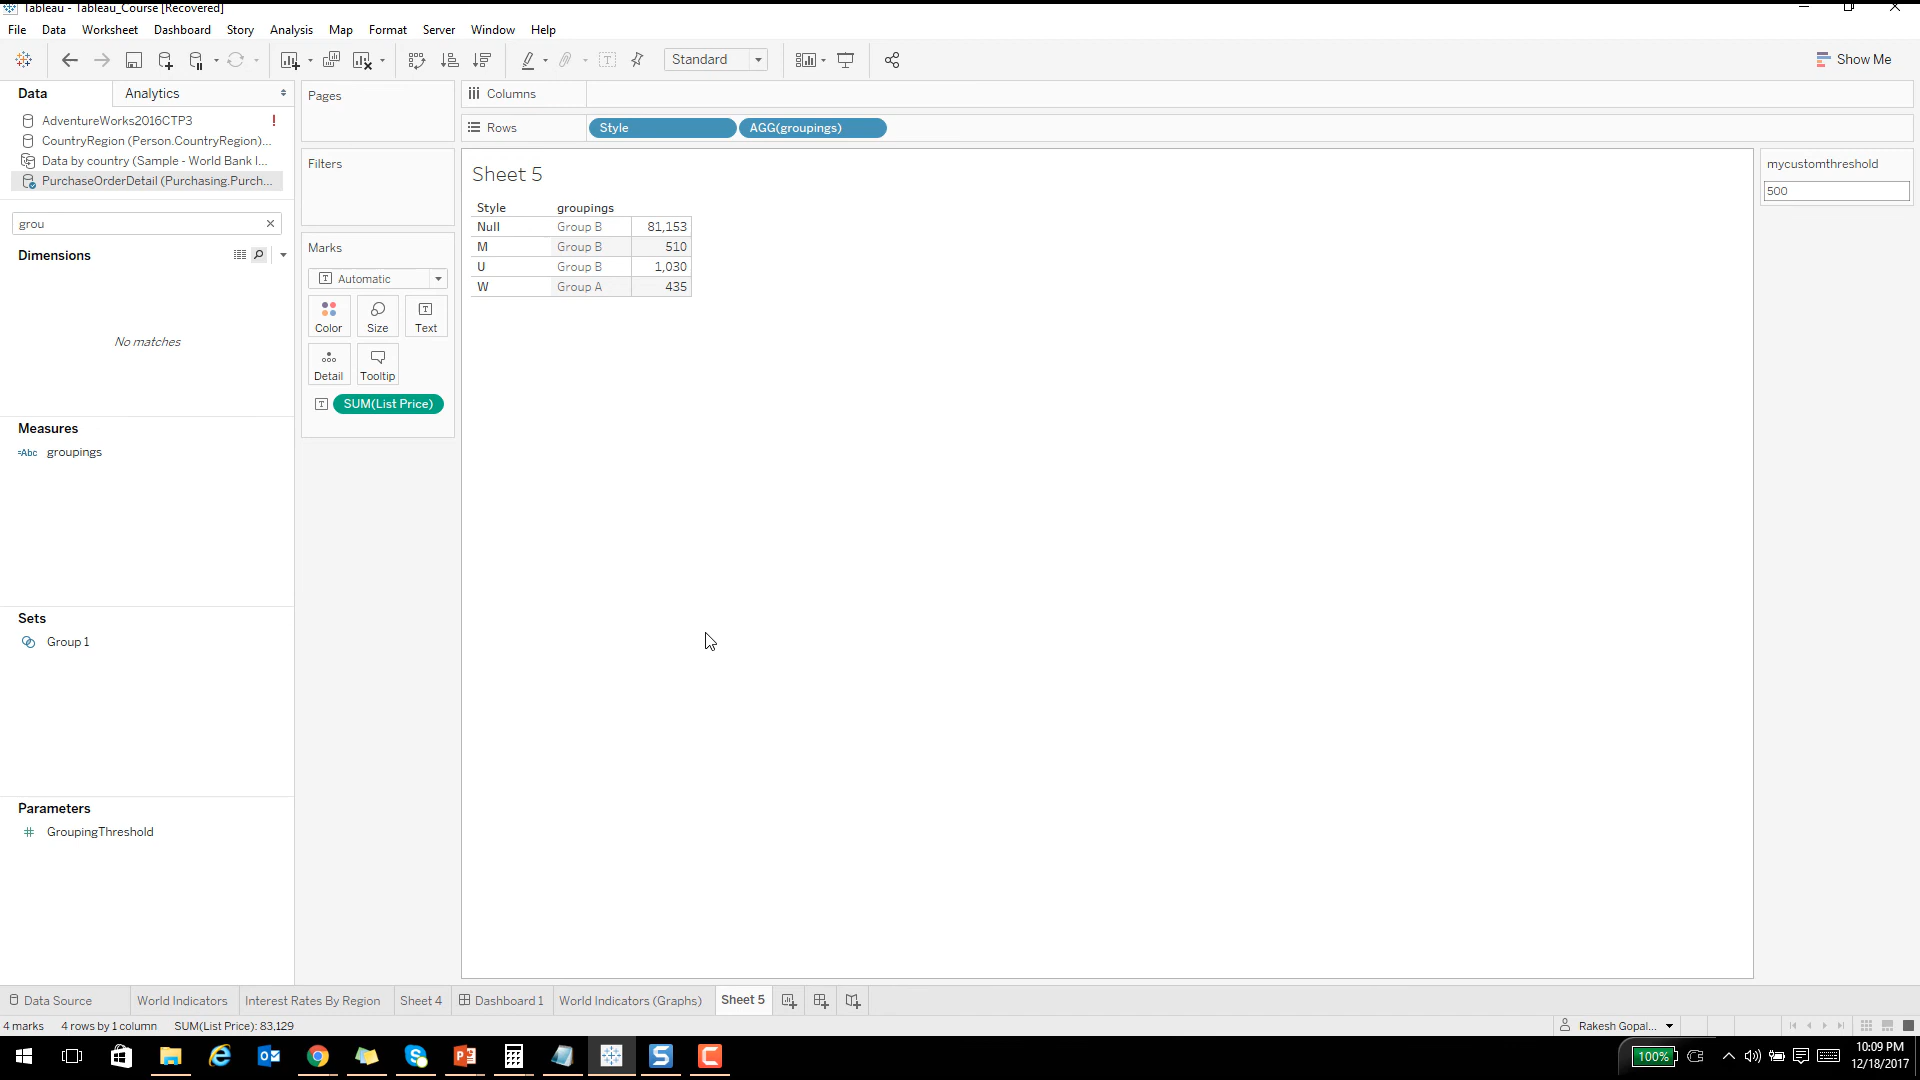 Tableau - Tableau_Course [Recovered]
File Data Worksheet Dashboard Story Analysis Map Format Server Window Help
Standard
Show Me
Data Analytics
AdventureWorks2016CTP3 !
CountryRegion (Person.CountryRegion)...
Data by country (Sample - World Bank I...
PurchaseOrderDetail (Purchasing.Purch...
grou
Dimensions
No matches
Measures
=Abc groupings
Sets
Group 1
Parameters
# GroupingThreshold
Pages
Filters
Marks
Automatic
Color Size Text
Detail Tooltip
SUM(List Price)
Columns
Rows Style AGG(groupings)
Sheet 5
Style groupings
Null Group B 81,153
M Group B 510
U Group B 1,030
W Group A 435
mycustomthreshold
500
Data Source World Indicators Interest Rates By Region Sheet 4 Dashboard 1 World Indicators (Graphs) Sheet 5
4 marks 4 rows by 1 column SUM(List Price): 83,129
Rakesh Gopal...
100%
10:09 PM
12/18/2017